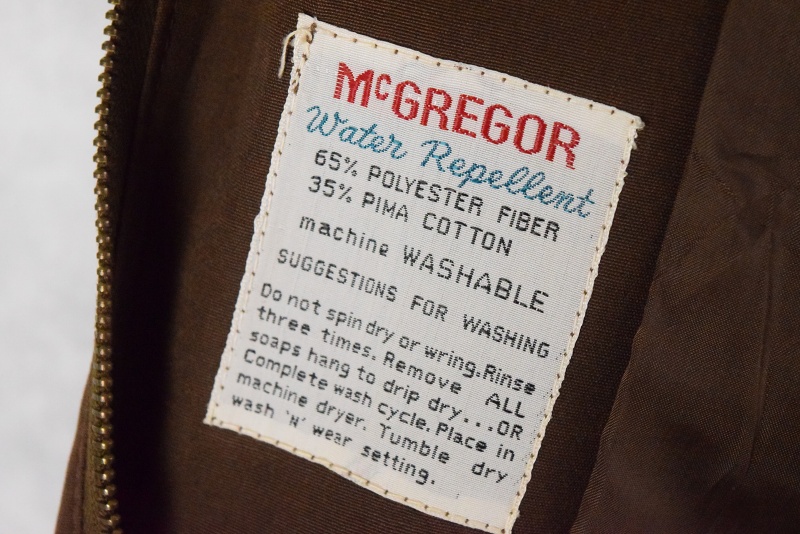 McGREGOR
Water Repellent
65% POLYESTER FIBER
35% PIMA COTTON
machine WASHABLE
SUGGESTIONS FOR WASHING
Do not spin dry or wring. Rinse
three times. Remove ALL
soaps hang to drip dry...OR
Complete wash cycle. Place in
machine dryer. Tumble dry
wash 'N' wear setting.